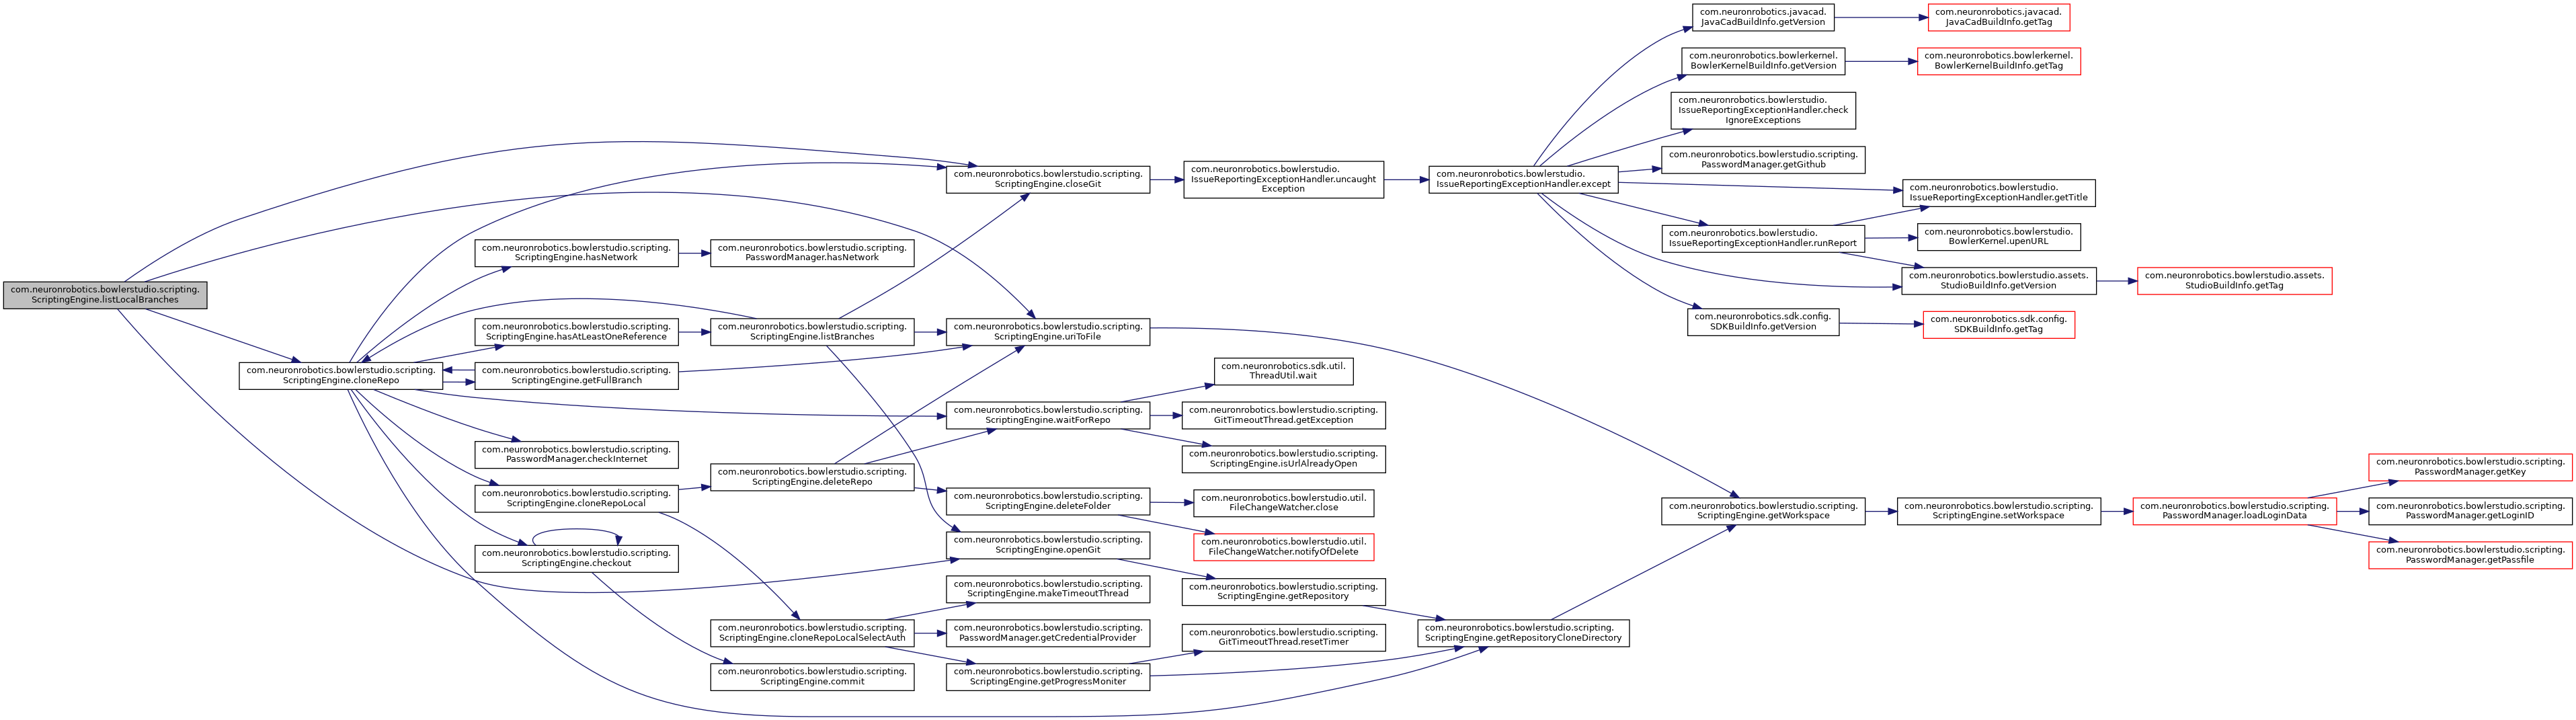 com.neuronrobotics.bowlerstudio.scripting.
ScriptingEngine.listLocalBranches
com.neuronrobotics.bowlerstudio.scripting.
ScriptingEngine.cloneRepo
com.neuronrobotics.bowlerstudio.scripting.
ScriptingEngine.hasNetwork
com.neuronrobotics.bowlerstudio.scripting.
ScriptingEngine.hasAtLeastOneReference
com.neuronrobotics.bowlerstudio.scripting.
ScriptingEngine.getFullBranch
com.neuronrobotics.bowlerstudio.scripting.
PasswordManager.checkInternet
com.neuronrobotics.bowlerstudio.scripting.
ScriptingEngine.cloneRepoLocal
com.neuronrobotics.bowlerstudio.scripting.
ScriptingEngine.checkout
com.neuronrobotics.bowlerstudio.scripting.
PasswordManager.hasNetwork
com.neuronrobotics.bowlerstudio.scripting.
ScriptingEngine.listBranches
com.neuronrobotics.bowlerstudio.scripting.
ScriptingEngine.deleteRepo
com.neuronrobotics.bowlerstudio.scripting.
ScriptingEngine.cloneRepoLocalSelectAuth
com.neuronrobotics.bowlerstudio.scripting.
ScriptingEngine.commit
com.neuronrobotics.bowlerstudio.scripting.
ScriptingEngine.closeGit
com.neuronrobotics.bowlerstudio.scripting.
ScriptingEngine.uriToFile
com.neuronrobotics.bowlerstudio.scripting.
ScriptingEngine.waitForRepo
com.neuronrobotics.bowlerstudio.scripting.
ScriptingEngine.deleteFolder
com.neuronrobotics.bowlerstudio.scripting.
ScriptingEngine.openGit
com.neuronrobotics.bowlerstudio.scripting.
ScriptingEngine.makeTimeoutThread
com.neuronrobotics.bowlerstudio.scripting.
PasswordManager.getCredentialProvider
com.neuronrobotics.bowlerstudio.scripting.
ScriptingEngine.getProgressMoniter
com.neuronrobotics.bowlerstudio.
IssueReportingExceptionHandler.uncaught
Exception
com.neuronrobotics.sdk.util.
ThreadUtil.wait
com.neuronrobotics.bowlerstudio.scripting.
GitTimeoutThread.getException
com.neuronrobotics.bowlerstudio.scripting.
ScriptingEngine.isUrlAlreadyOpen
com.neuronrobotics.bowlerstudio.util.
FileChangeWatcher.close
com.neuronrobotics.bowlerstudio.util.
FileChangeWatcher.notifyOfDelete
com.neuronrobotics.bowlerstudio.scripting.
ScriptingEngine.getRepository
com.neuronrobotics.bowlerstudio.scripting.
GitTimeoutThread.resetTimer
com.neuronrobotics.bowlerstudio.
IssueReportingExceptionHandler.except
com.neuronrobotics.bowlerstudio.scripting.
ScriptingEngine.getRepositoryCloneDirectory
com.neuronrobotics.javacad.
JavaCadBuildInfo.getVersion
com.neuronrobotics.bowlerkernel.
BowlerKernelBuildInfo.getVersion
com.neuronrobotics.bowlerstudio.
IssueReportingExceptionHandler.check
IgnoreExceptions
com.neuronrobotics.bowlerstudio.scripting.
PasswordManager.getGithub
com.neuronrobotics.bowlerstudio.
IssueReportingExceptionHandler.runReport
com.neuronrobotics.sdk.config.
SDKBuildInfo.getVersion
com.neuronrobotics.bowlerstudio.scripting.
ScriptingEngine.getWorkspace
com.neuronrobotics.javacad.
JavaCadBuildInfo.getTag
com.neuronrobotics.bowlerkernel.
BowlerKernelBuildInfo.getTag
com.neuronrobotics.bowlerstudio.
IssueReportingExceptionHandler.getTitle
com.neuronrobotics.bowlerstudio.
BowlerKernel.upenURL
com.neuronrobotics.bowlerstudio.assets.
StudioBuildInfo.getVersion
com.neuronrobotics.sdk.config.
SDKBuildInfo.getTag
com.neuronrobotics.bowlerstudio.scripting.
ScriptingEngine.setWorkspace
com.neuronrobotics.bowlerstudio.assets.
StudioBuildInfo.getTag
com.neuronrobotics.bowlerstudio.scripting.
PasswordManager.loadLoginData
com.neuronrobotics.bowlerstudio.scripting.
PasswordManager.getKey
com.neuronrobotics.bowlerstudio.scripting.
PasswordManager.getLoginID
com.neuronrobotics.bowlerstudio.scripting.
PasswordManager.getPassfile